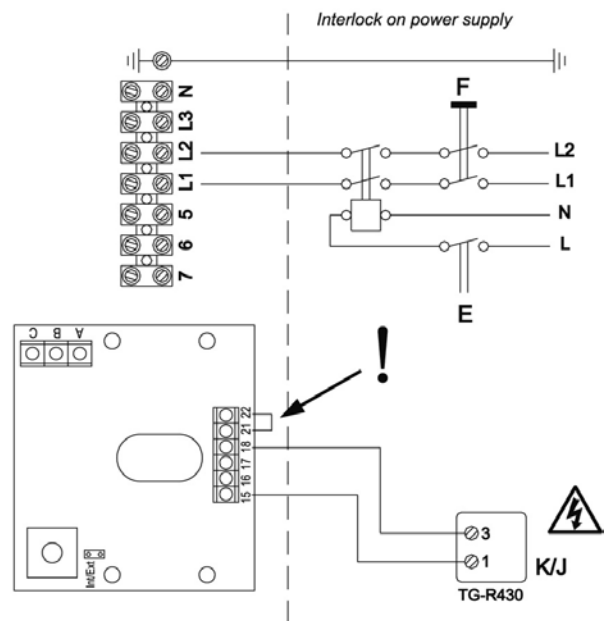 Interlock on power supply
F
N
L3
L2
L1
5
6
7
L2
L1
N
L
E
C B A
!
22
21
18
17
16
15
Int/Ext
3
1
K/J
TG-R430